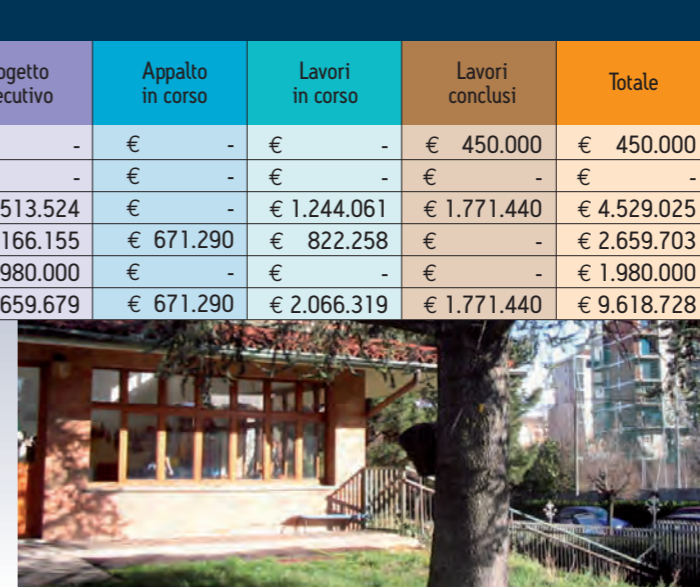 ogetto Appalto Lavori Lavori Totale
ecutivo in corso in corso conclusi
- € - € - € 450.000 € 450.000
- € - € - € - € -
513.524 € - € 1.244.061 € 1.771.440 € 4.529.025
166.155 € 671.290 € 822.258 € - € 2.659.703
980.000 € - € - € - € 1.980.000
659.679 € 671.290 € 2.066.319 € 1.771.440 € 9.618.728